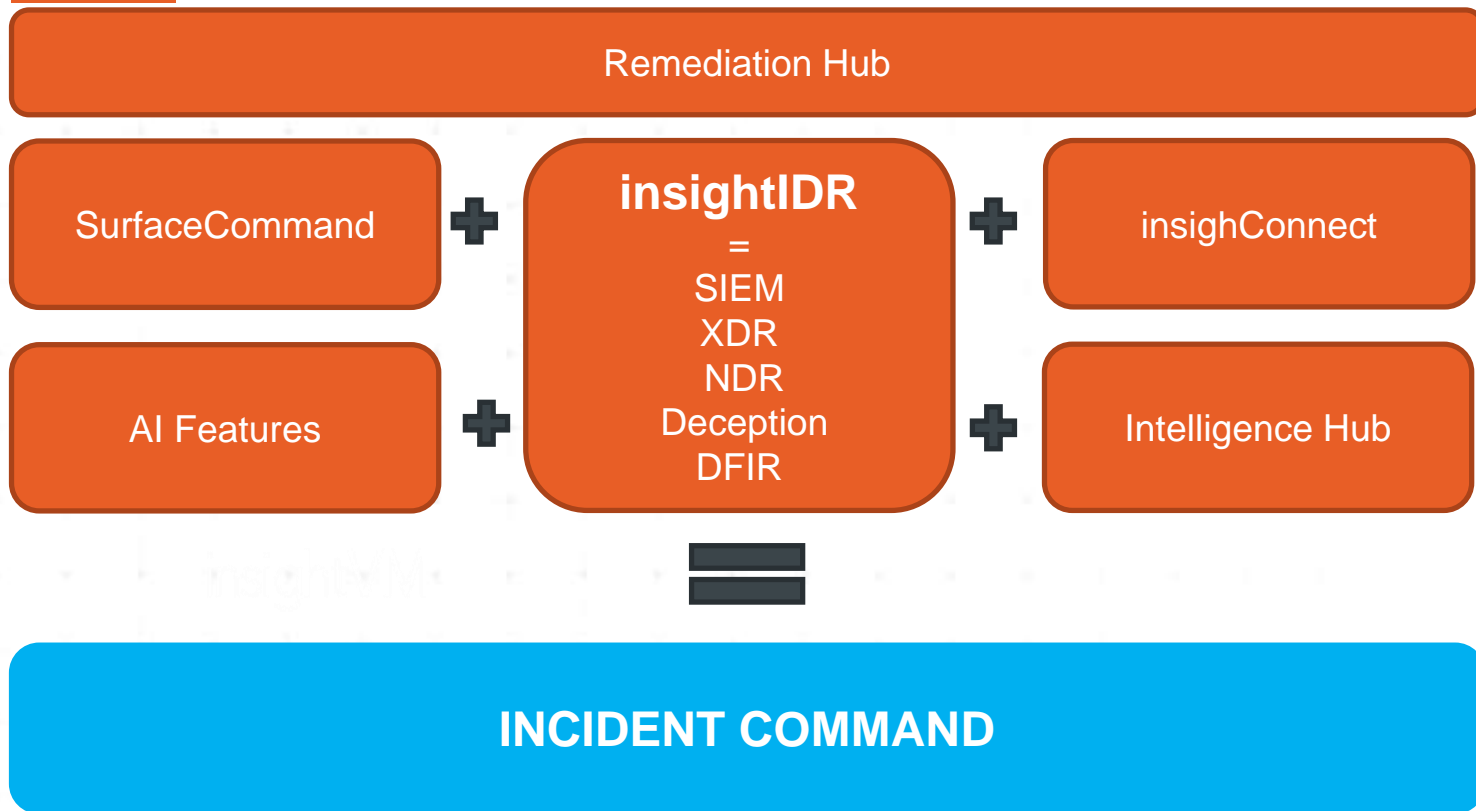 Remediation Hub
SurfaceCommand
insightIDR
=
SIEM
XDR
NDR
Deception
DFIR
insighConnect
AI Features
Intelligence Hub
INCIDENT COMMAND